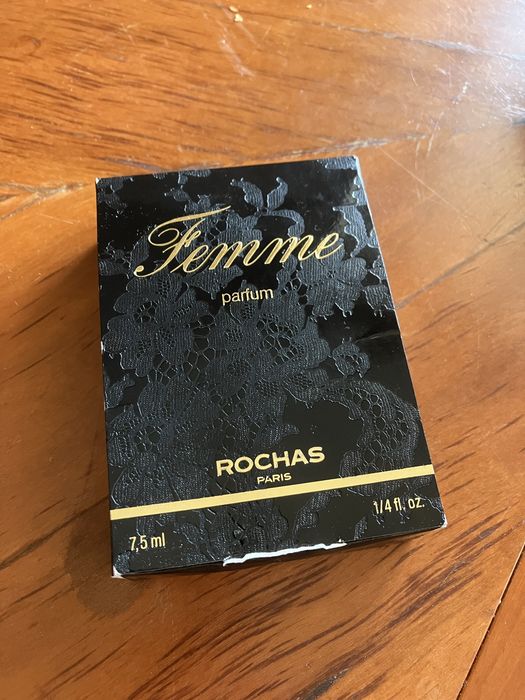 Femme
parfum
ROCHAS
PARIS
7,5 ml
1/4 fl. oz.